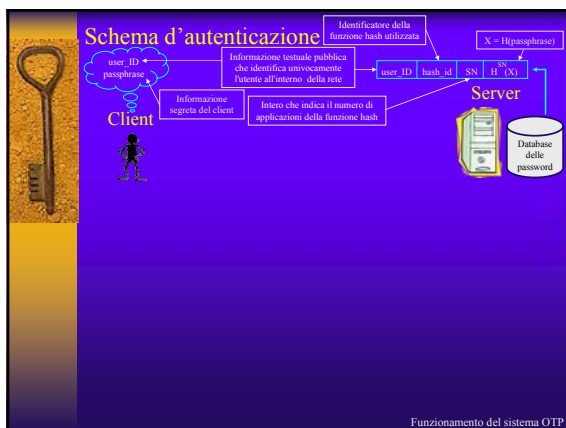 Schema d'autenticazione
Identificatore della
funzione hash utilizzata
X = H(passphrase)
user_ID
passphrase
Informazione testuale pubblica
che identifica univocamente
l'utente all'interno della rete
user_ID hash_id SN H^SN(X)
Informazione
segreta del client
Intero che indica il numero di
applicazioni della funzione hash
Client
Server
Database
delle
password
Funzionamento del sistema OTP